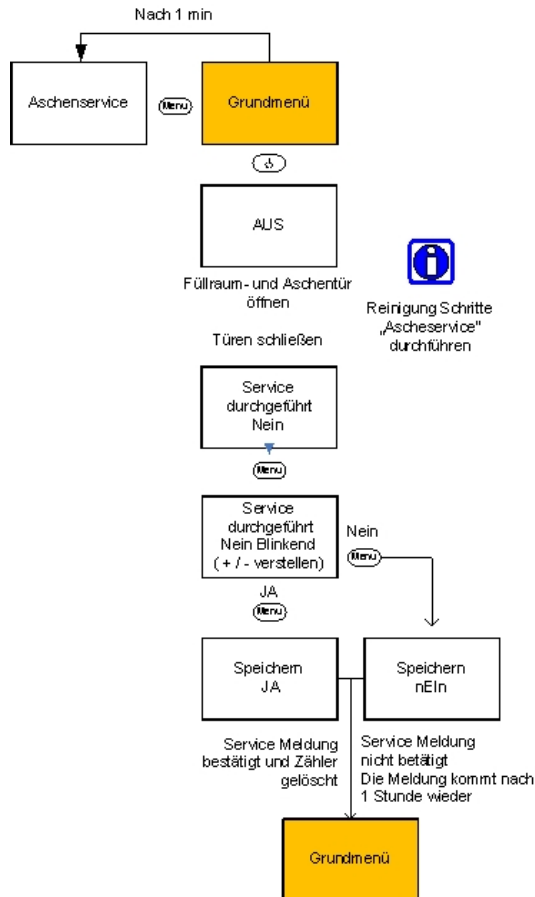 Nach 1 min
Aschenservice
Menu
Grundmenü
AUS
Füllraum- und Aschentür
öffnen
Reinigung Schritte
„Ascheservice"
durchführen
Türen schließen
Service
durchgeführt
Nein
Menu
Service
durchgeführt
Nein Blinkend
( + / - verstellen)
Nein
Menu
JA
Menu
Speichern
JA
Speichern
nEIn
Service Meldung
bestätigt und Zähler
gelöscht
Service Meldung
nicht betätigt
Die Meldung kommt nach
1 Stunde wieder
Grundmenü